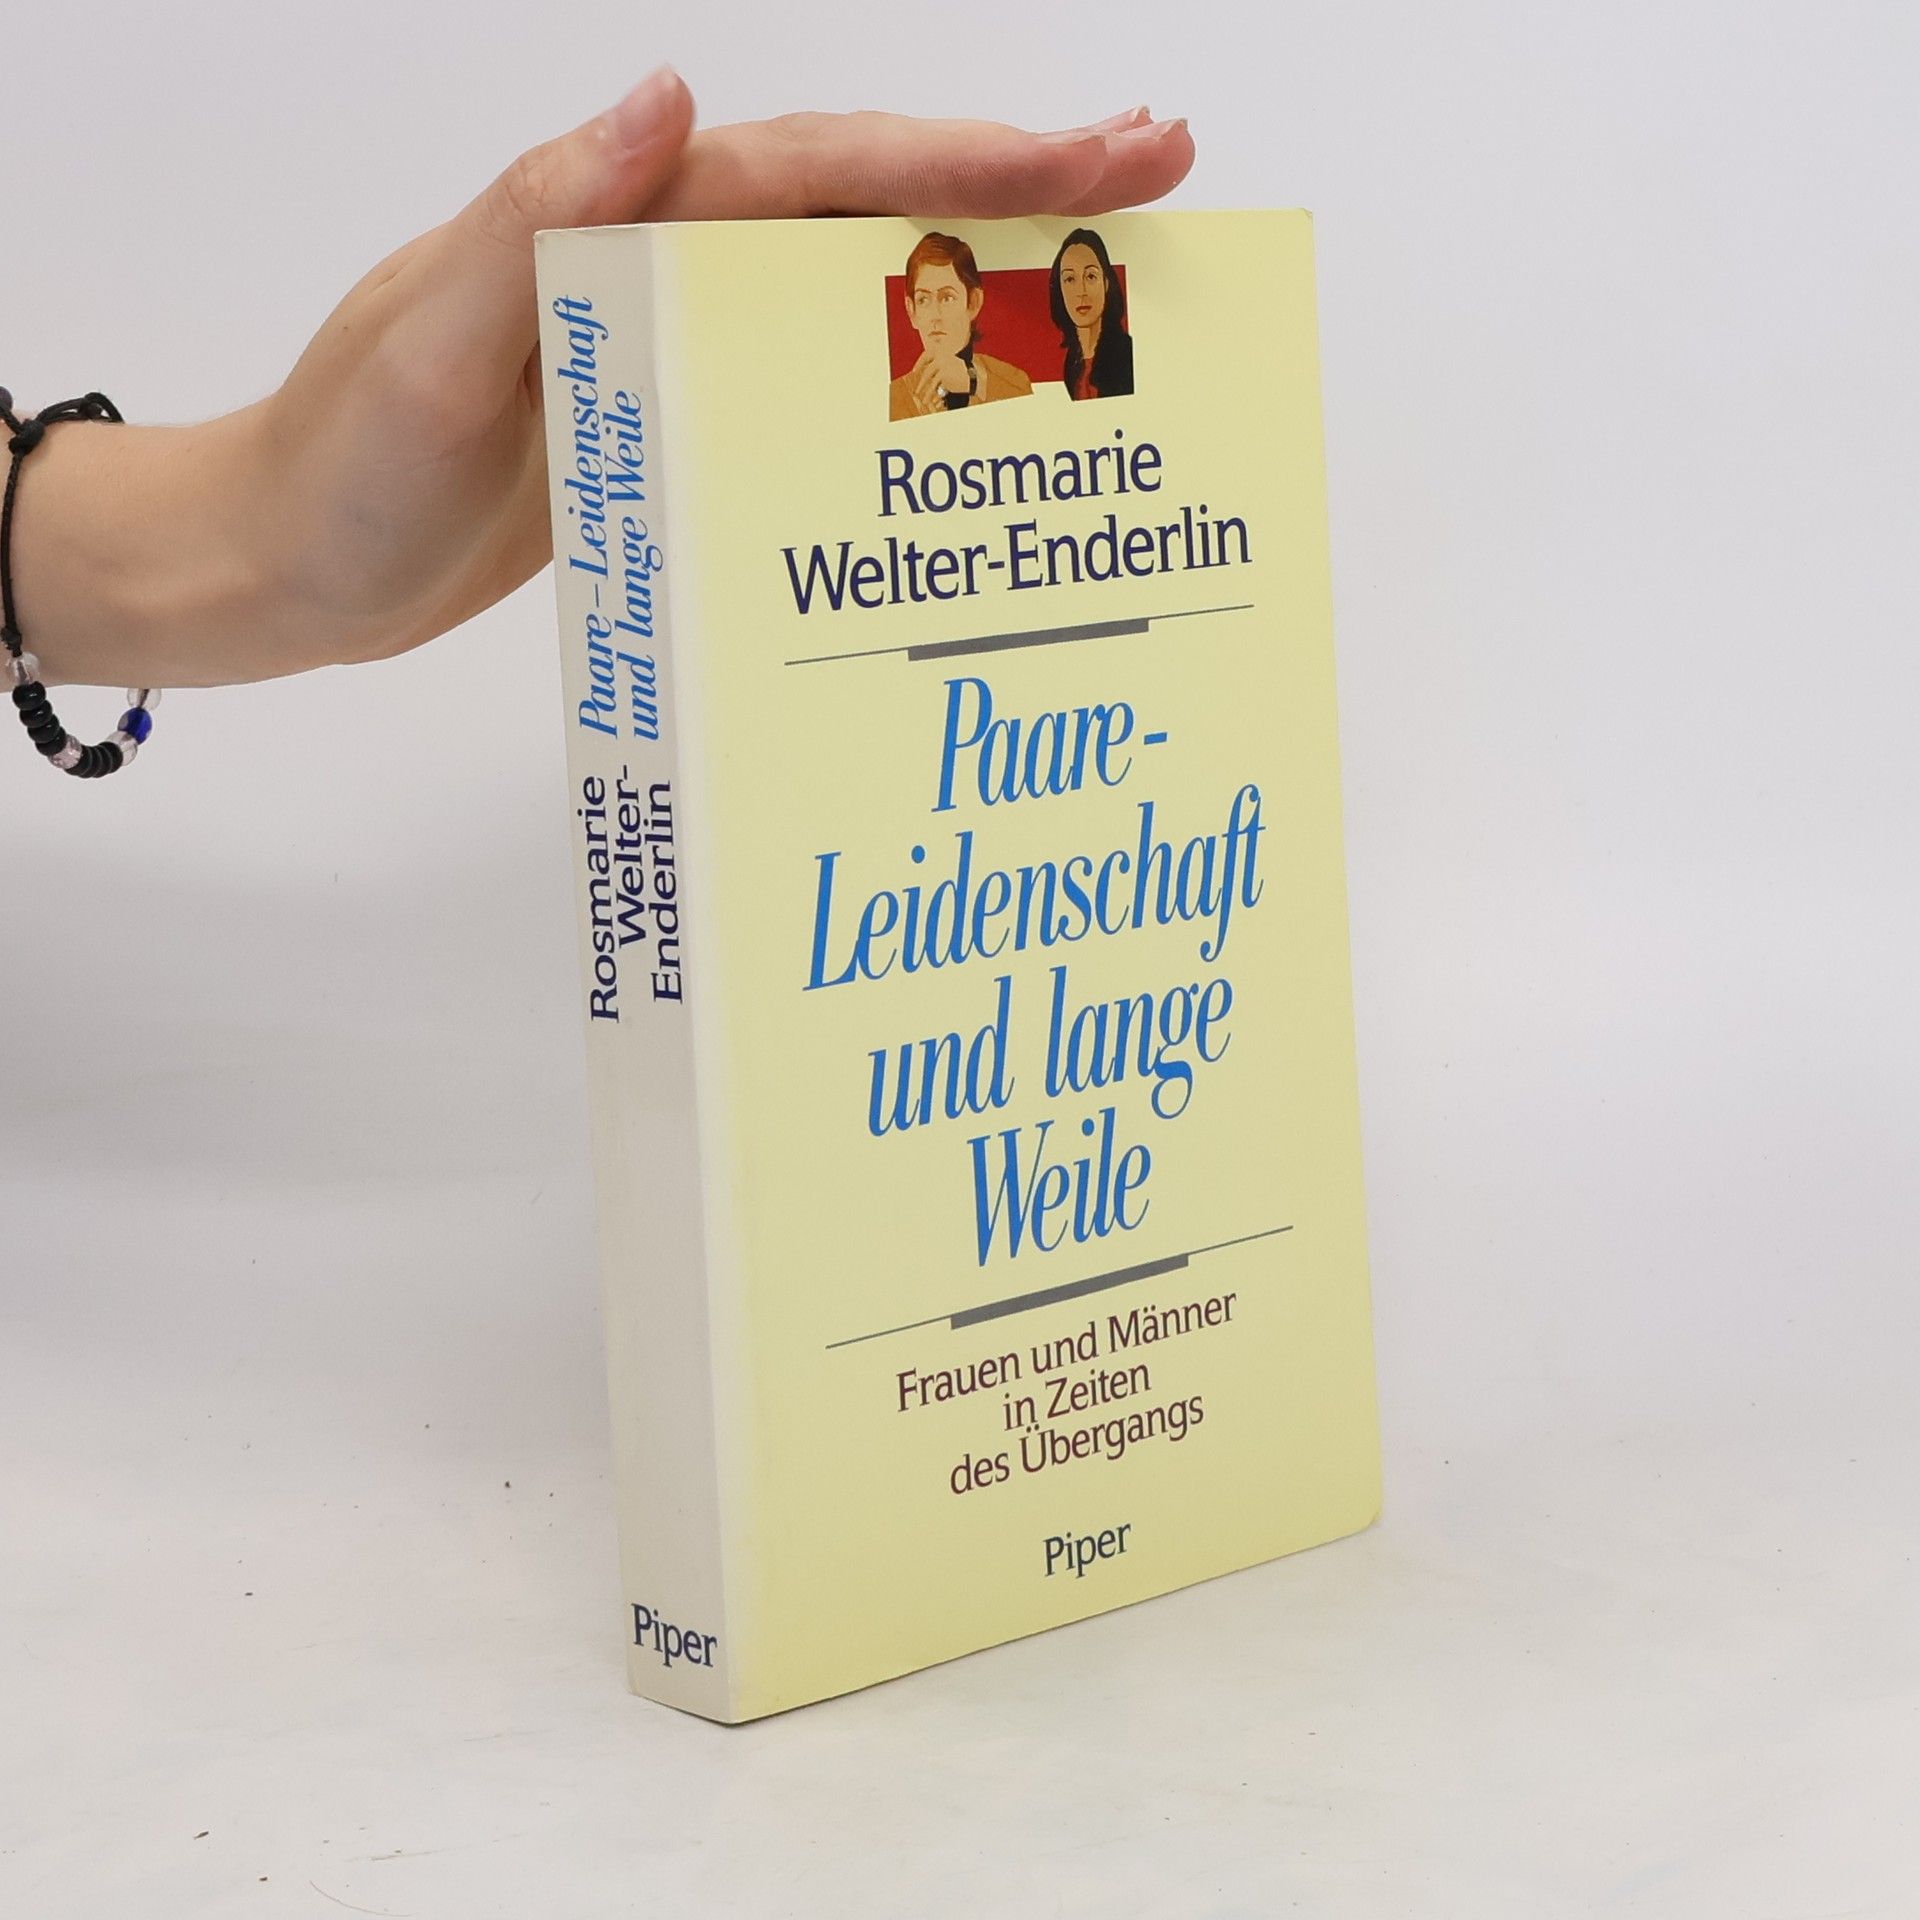 Paare – Leidenschaft
und lange Weile
Rosmarie
Welter-
Enderlin
Piper
Rosmarie
Welter-Enderlin
Paare-
Leidenschaft
und lange
Weile
Frauen und Männer
in Zeiten
des Übergangs
Piper